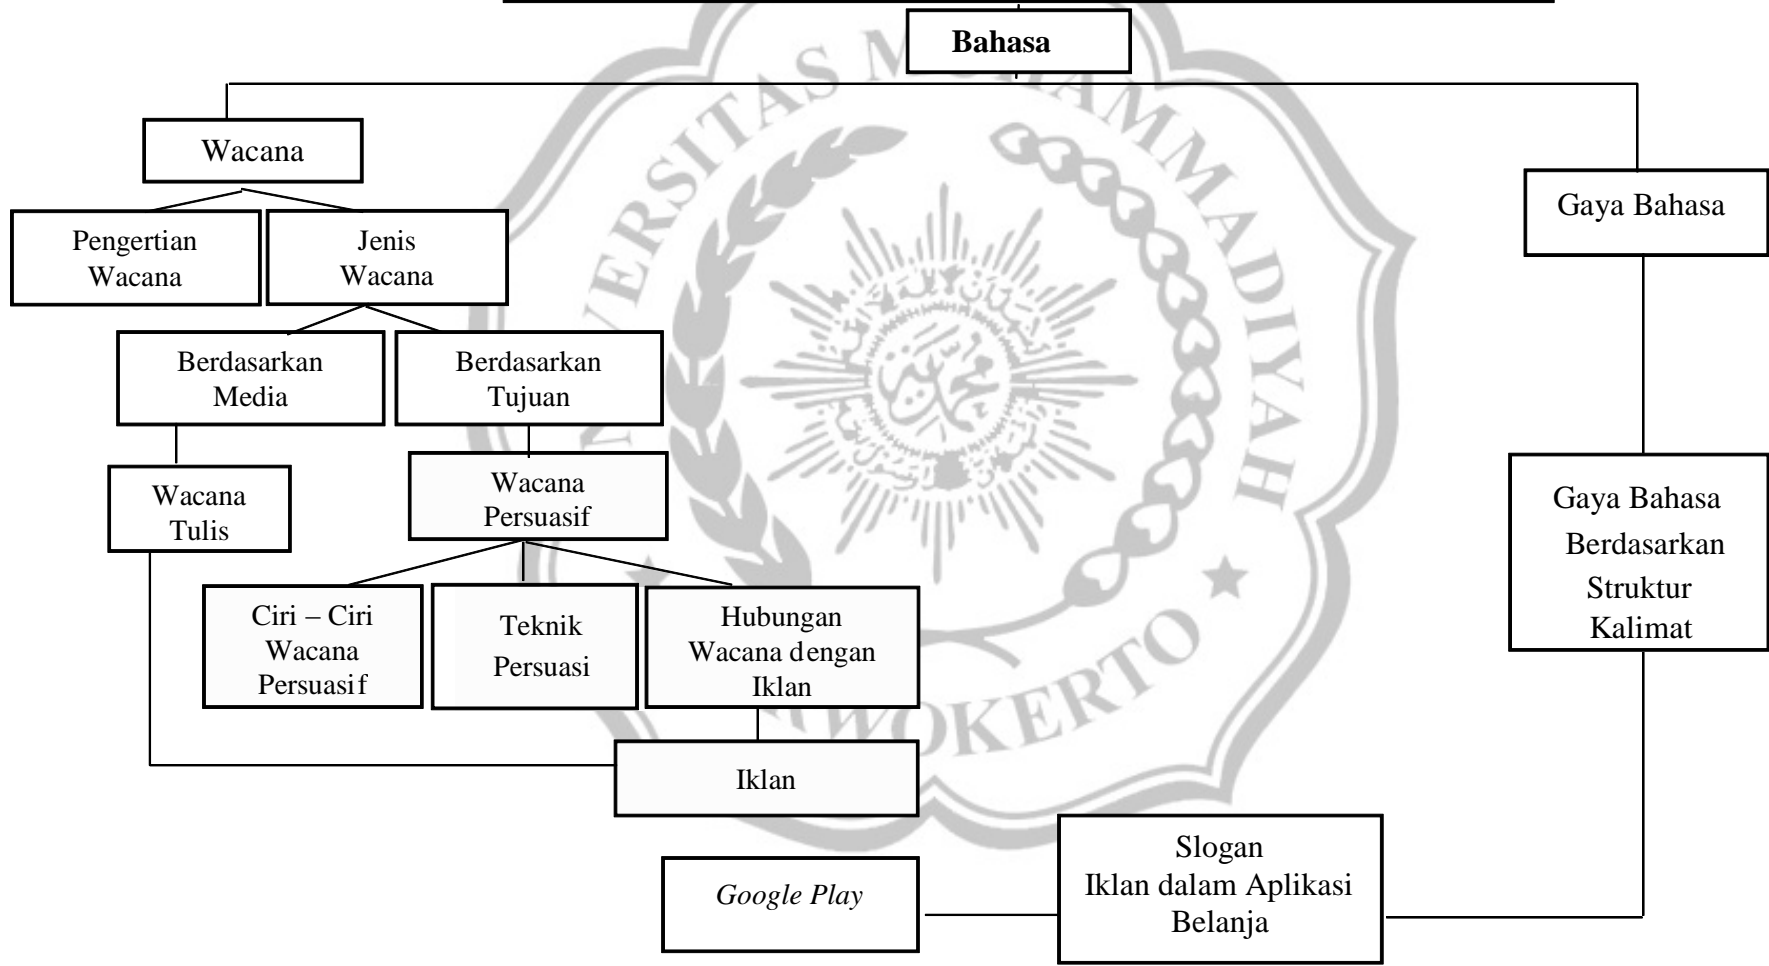 Bahasa
Wacana
Gaya Bahasa
Pengertian
Wacana
Jenis
Wacana
Berdasarkan
Media
Berdasarkan
Tujuan
Wacana
Tulis
Wacana
Persuasif
Gaya Bahasa
Berdasarkan
Struktur
Kalimat
Ciri – Ciri
Wacana
Persuasif
Teknik
Persuasi
Hubungan
Wacana dengan
Iklan
Iklan
Slogan
Iklan dalam Aplikasi
Belanja
Google Play